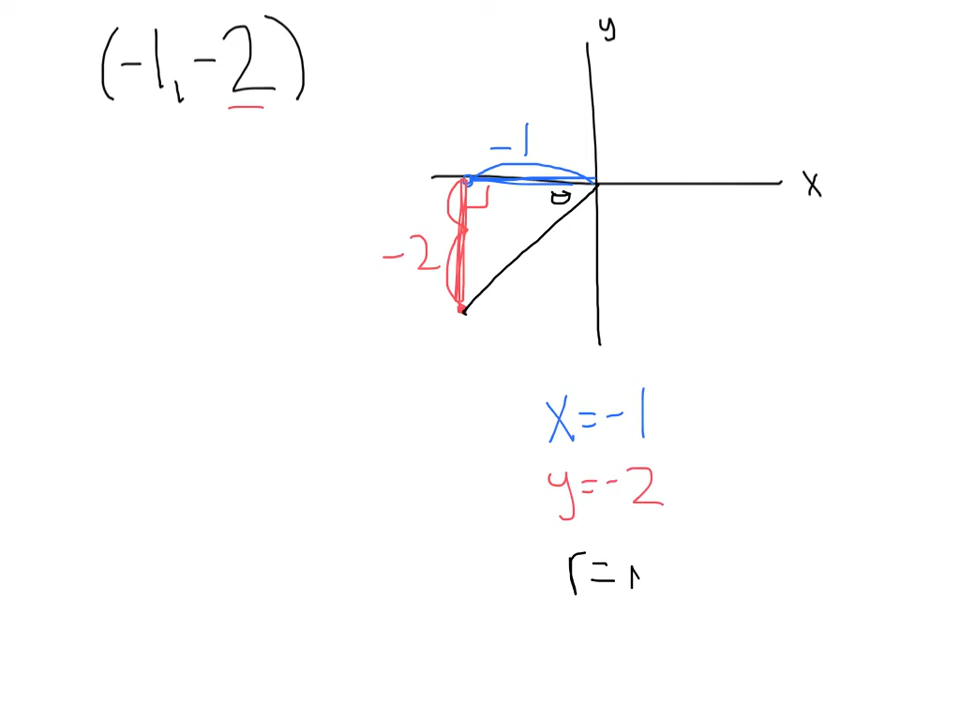 (-1,-2)
y
-1
x
θ
-2
x=-1
y=-2
r=